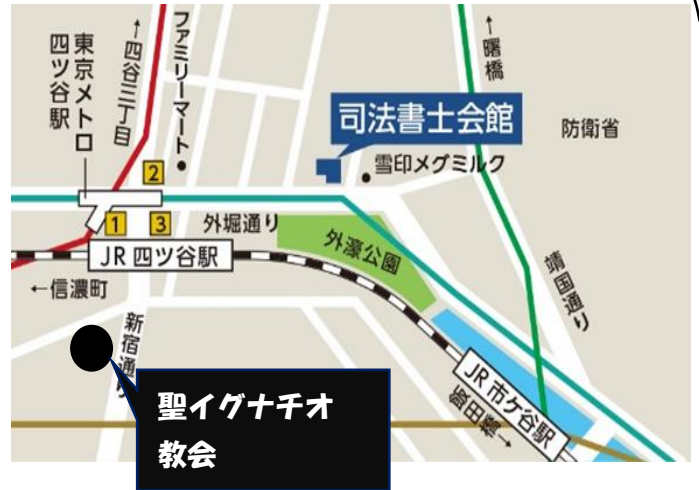 東京メトロ
四ツ谷駅
←四谷三丁目
ファミリーマート
←曙橋
司法書士会館
防衛省
雪印メグミルク
2
1
3
外堀通り
外濠公園
JR 四ツ谷駅
←信濃町
靖国通り
新宿通り
JR 市ケ谷駅
飯田橋→
聖イグナチオ
教会